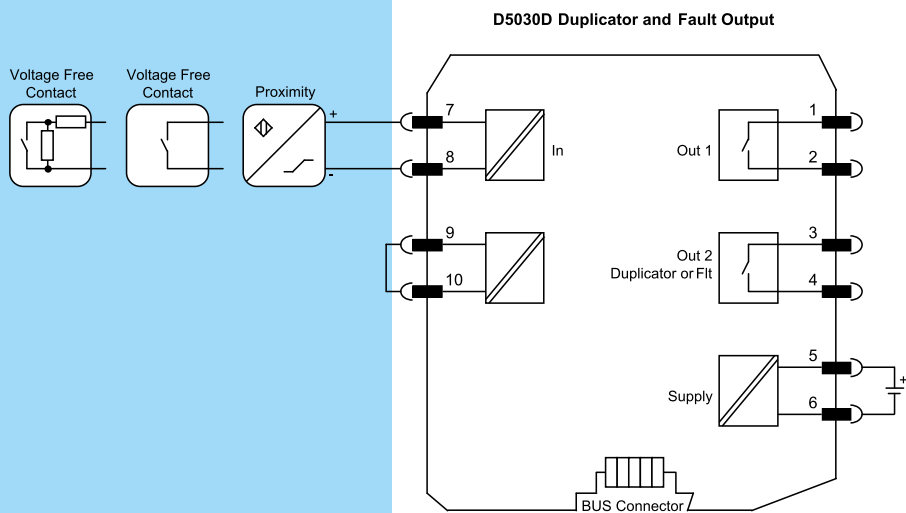 D5030D Duplicator and Fault Output
Voltage Free
Contact
Voltage Free
Contact
Proximity
+
-
7
8
In
9
10
1
Out 1
2
3
Out 2
Duplicator or Flt
4
5
Supply
6
+
BUS Connector